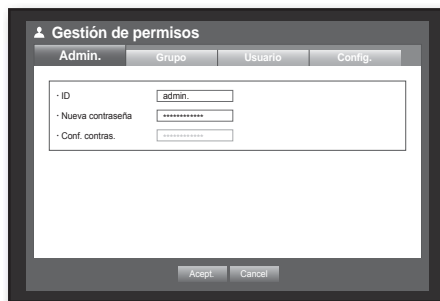 Gestión de permisos
Admin. Grupo Usuario Config.
· ID admin.
· Nueva contraseña ************
· Conf. contras. ************
Acept. Cancel